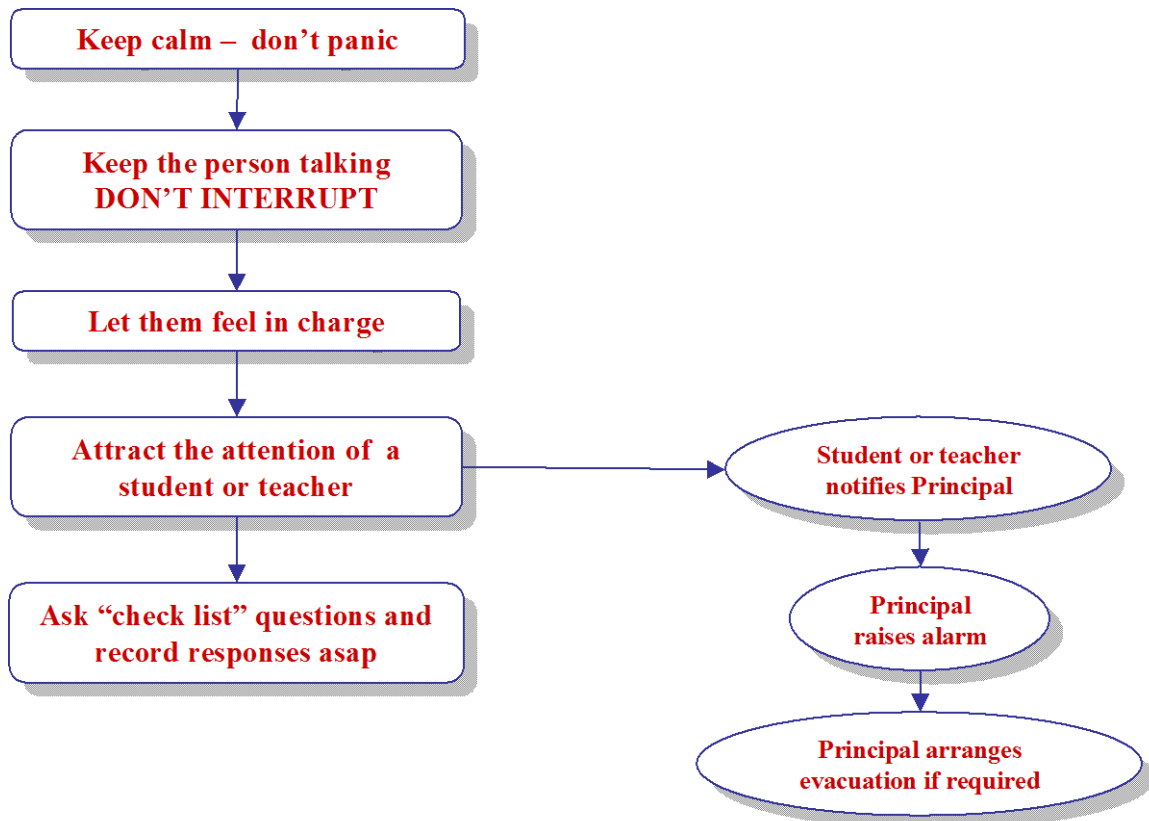 Keep calm – don’t panic
Keep the person talking
DON’T INTERRUPT
Let them feel in charge
Attract the attention of a
student or teacher
Ask “check list” questions and
record responses asap
Student or teacher
notifies Principal
Principal
raises alarm
Principal arranges
evacuation if required